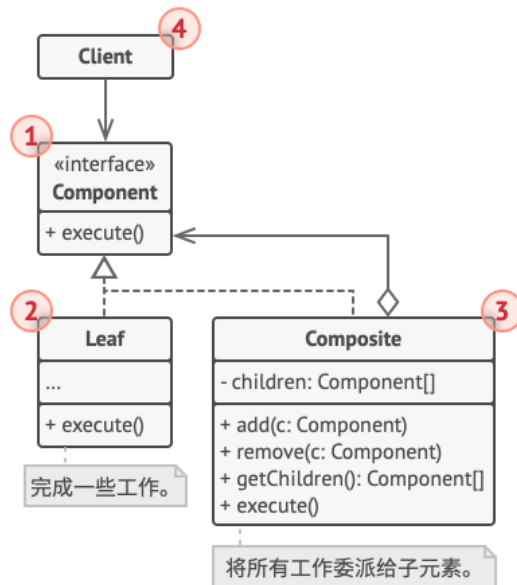 4
Client
1
«interface»
Component
+ execute()
2
Leaf
...
+ execute()
完成一些工作。
3
Composite
- children: Component[]
+ add(c: Component)
+ remove(c: Component)
+ getChildren(): Component[]
+ execute()
将所有工作委派给子元素。